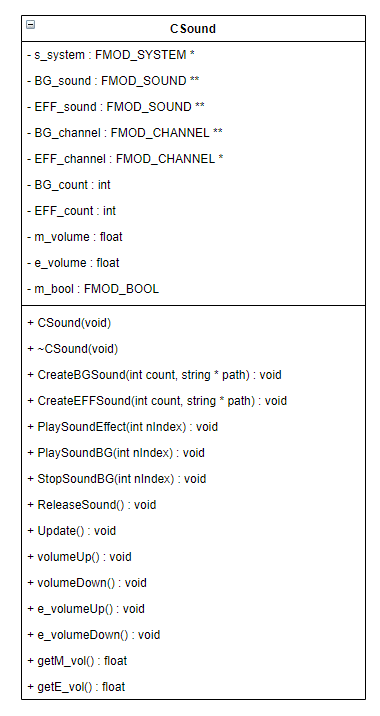 CSound
- s_system : FMOD_SYSTEM *
- BG_sound : FMOD_SOUND **
- EFF_sound : FMOD_SOUND **
- BG_channel : FMOD_CHANNEL **
- EFF_channel : FMOD_CHANNEL *
- BG_count : int
- EFF_count : int
- m_volume : float
- e_volume : float
- m_bool : FMOD_BOOL
+ CSound(void)
+ ~CSound(void)
+ CreateBGSound(int count, string * path) : void
+ CreateEFFSound(int count, string * path) : void
+ PlaySoundEffect(int nIndex) : void
+ PlaySoundBG(int nIndex) : void
+ StopSoundBG(int nIndex) : void
+ ReleaseSound() : void
+ Update() : void
+ volumeUp() : void
+ volumeDown() : void
+ e_volumeUp() : void
+ e_volumeDown() : void
+ getM_vol() : float
+ getE_vol() : float